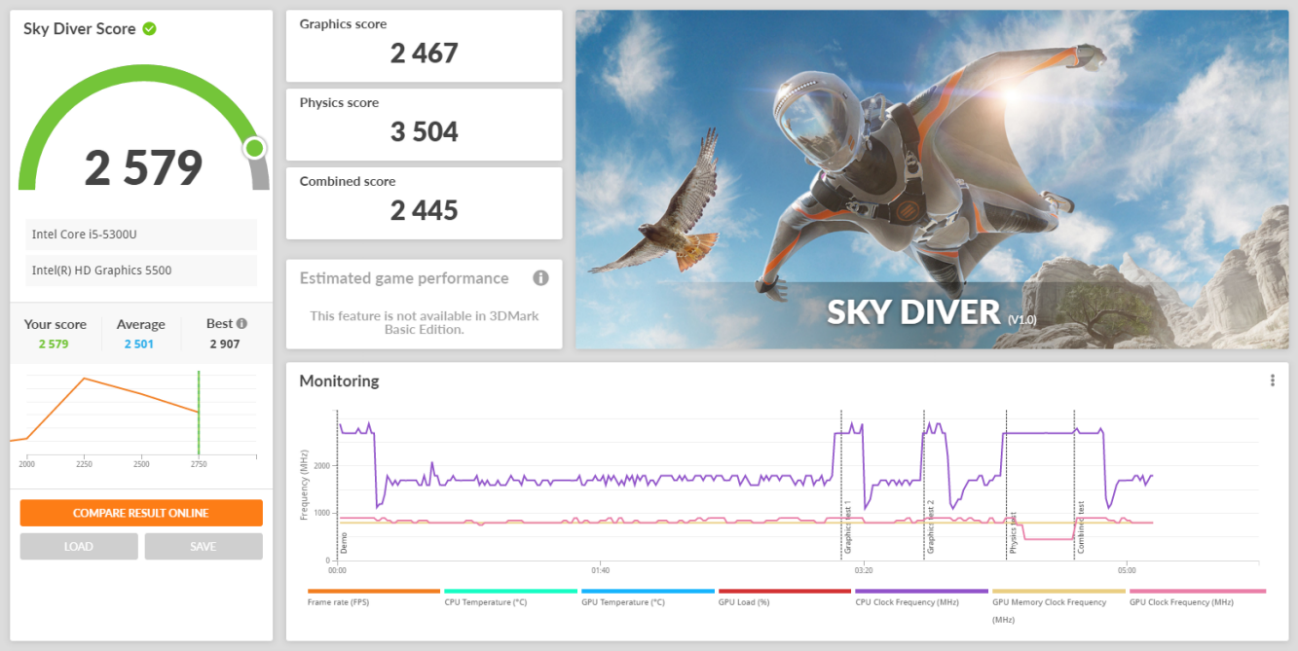 Sky Diver Score
2 579
Intel Core i5-5300U
Intel(R) HD Graphics 5500
Your score
2 579
Average
2 501
Best
2 907
2000 2250 2500 2750
COMPARE RESULT ONLINE
LOAD
SAVE
Graphics score
2 467
Physics score
3 504
Combined score
2 445
Estimated game performance
This feature is not available in 3DMark
Basic Edition.
SKY DIVER (V1.0)
Monitoring
Frequency (MHz)
2000
1000
0
Demo
Graphics test 1
Graphics test 2
Physics test
Combined test
00:00 01:40 03:20 05:00
Frame rate (FPS)
CPU Temperature (°C)
GPU Temperature (°C)
GPU Load (%)
CPU Clock Frequency (MHz)
GPU Memory Clock Frequency
(MHz)
GPU Clock Frequency (MHz)